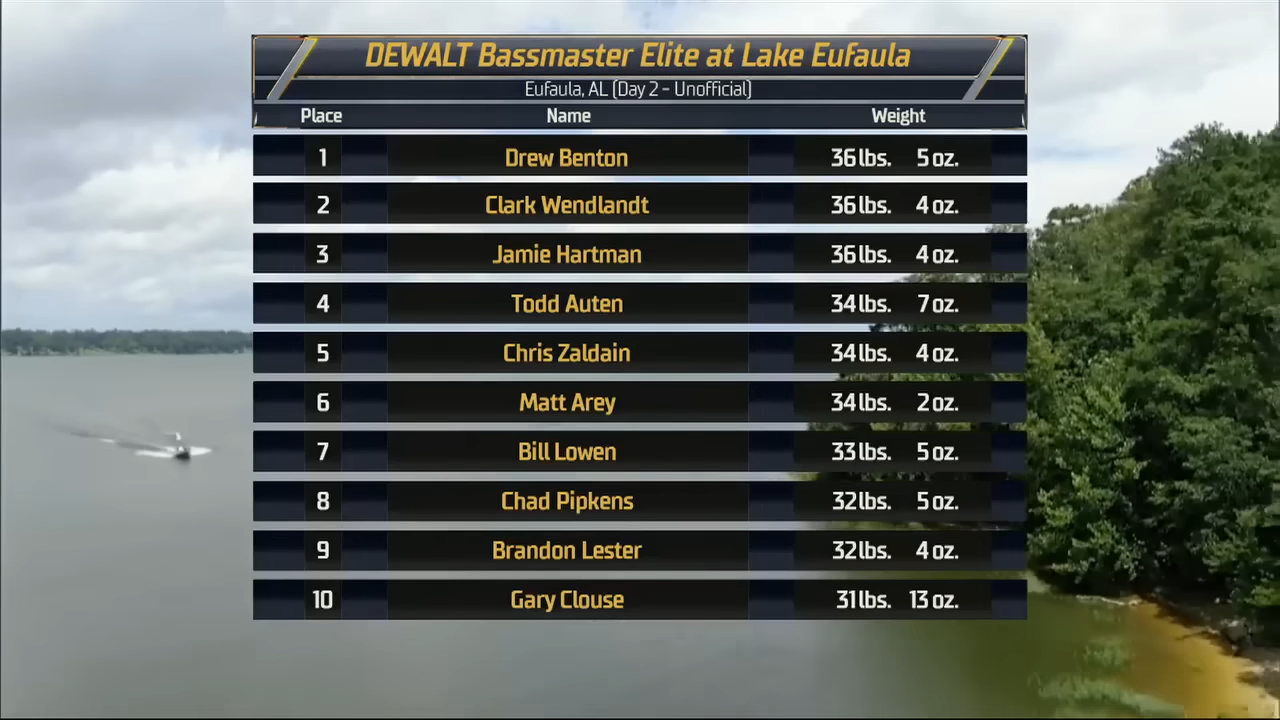 DEWALT Bassmaster Elite at Lake Eufaula
Eufaula, AL (Day 2 - Unofficial)
Place Name Weight
1 Drew Benton 36 lbs. 5 oz.
2 Clark Wendlandt 36 lbs. 4 oz.
3 Jamie Hartman 36 lbs. 4 oz.
4 Todd Auten 34 lbs. 7 oz.
5 Chris Zaldain 34 lbs. 4 oz.
6 Matt Arey 34 lbs. 2 oz.
7 Bill Lowen 33 lbs. 5 oz.
8 Chad Pipkens 32 lbs. 5 oz.
9 Brandon Lester 32 lbs. 4 oz.
10 Gary Clouse 31 lbs. 13 oz.